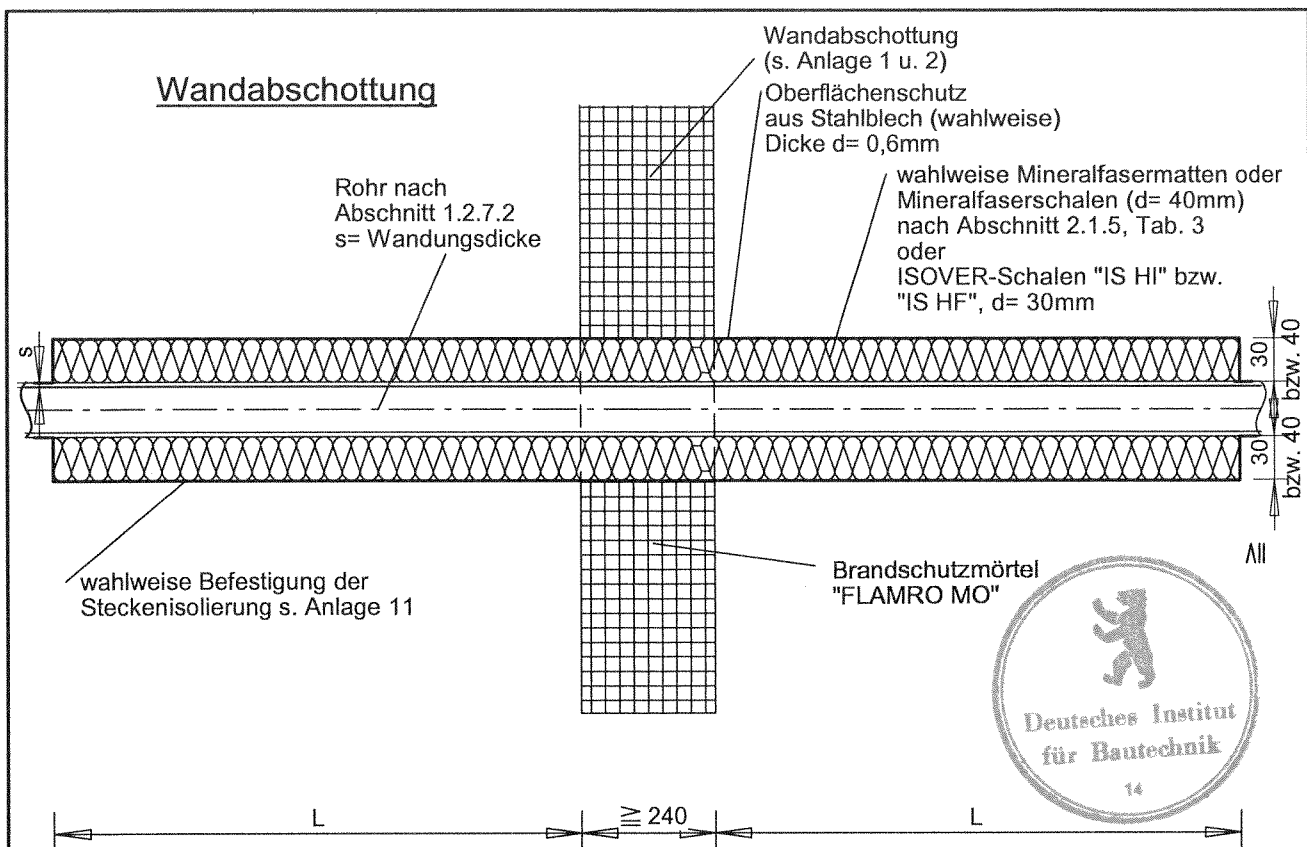 Wandabschottung
Wandabschottung
(s. Anlage 1 u. 2)
Oberflächenschutz
aus Stahlblech (wahlweise)
Dicke d= 0,6mm
wahlweise Mineralfasermatten oder
Mineralfaserschalen (d= 40mm)
nach Abschnitt 2.1.5, Tab. 3
oder
ISOVER-Schalen "IS HI" bzw.
"IS HF", d= 30mm
Rohr nach
Abschnitt 1.2.7.2
s= Wandungsdicke
s
30
bzw. 40
30
bzw. 40
≧
wahlweise Befestigung der
Steckenisolierung s. Anlage 11
Brandschutzmörtel
"FLAMRO MO"
Deutsches Institut
für Bautechnik
14
L
≧ 240
L